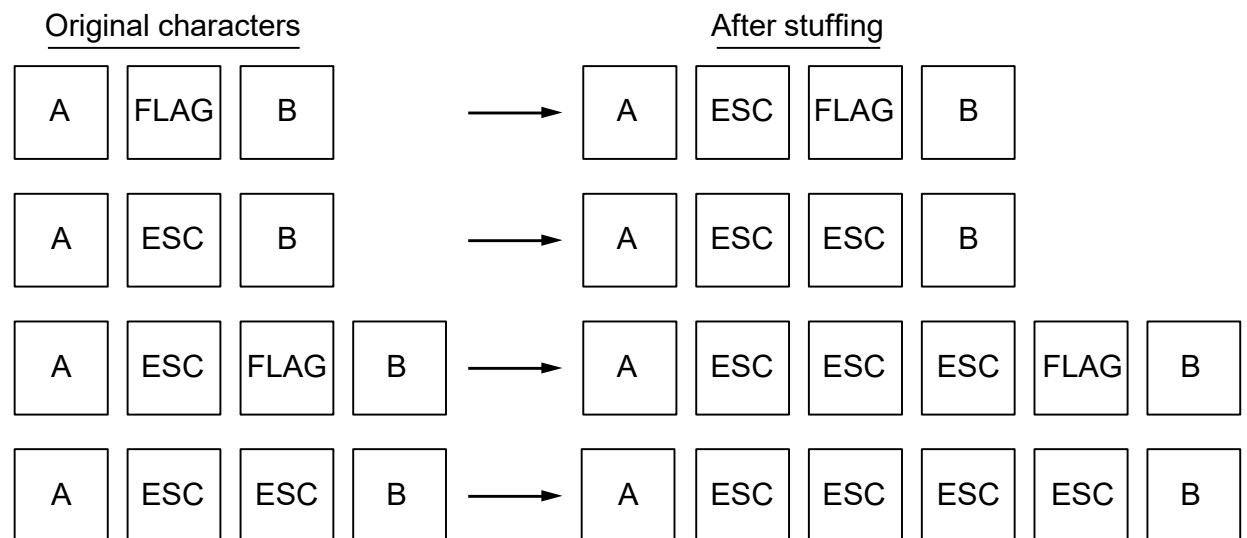 Original characters After stuffing
A FLAG B A ESC FLAG B
A ESC B A ESC ESC B
A ESC FLAG B A ESC ESC ESC FLAG B
A ESC ESC B A ESC ESC ESC ESC B